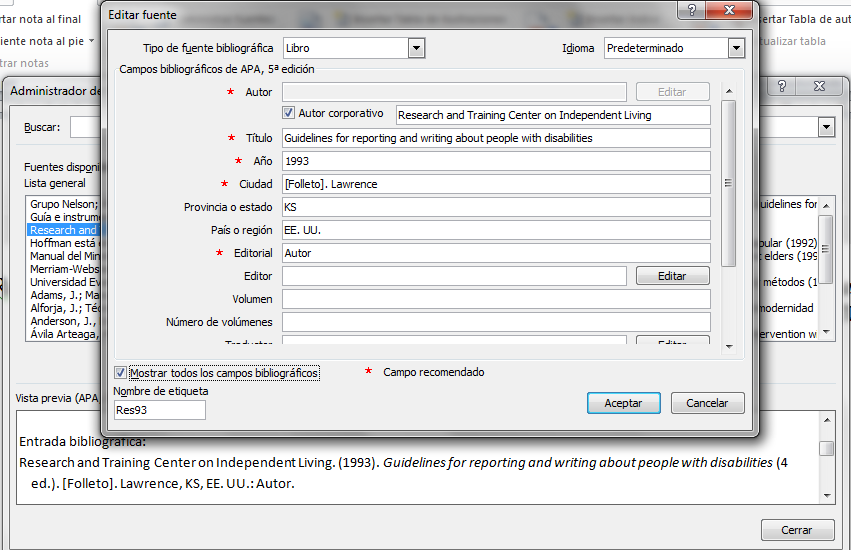 ertar nota al final
ertar Tabla de aut
iente nota al pie
tualizar tabla
trar notas
Editar fuente
Tipo de fuente bibliográfica Libro Idioma Predeterminado
Campos bibliográficos de APA, 5ª edición
* Autor Editar
Autor corporativo Research and Training Center on Independent Living
* Título Guidelines for reporting and writing about people with disabilities
* Año 1993
* Ciudad [Folleto]. Lawrence
Provincia o estado KS
País o región EE. UU.
* Editorial Autor
Editor Editar
Volumen
Número de volúmenes
Traductor Editar
Mostrar todos los campos bibliográficos * Campo recomendado
Nombre de etiqueta
Res93
Aceptar Cancelar
Administrador de
Buscar:
Fuentes disponi
Lista general
Grupo Nelson; uidelines for
Guía e instrume
Research and
Hoffman está e pular (1992)
Manual del Min c elders (199
Merriam-Webs
Universidad Ev métodos (1
Adams, J.; Ma
Alforja, J.; Téc modernidad
Anderson, J.,
Ávila Arteaga, ervention w
Vista previa (APA,
Entrada bibliográfica:
Research and Training Center on Independent Living. (1993). Guidelines for reporting and writing about people with disabilities (4
ed.). [Folleto]. Lawrence, KS, EE. UU.: Autor.
Cerrar